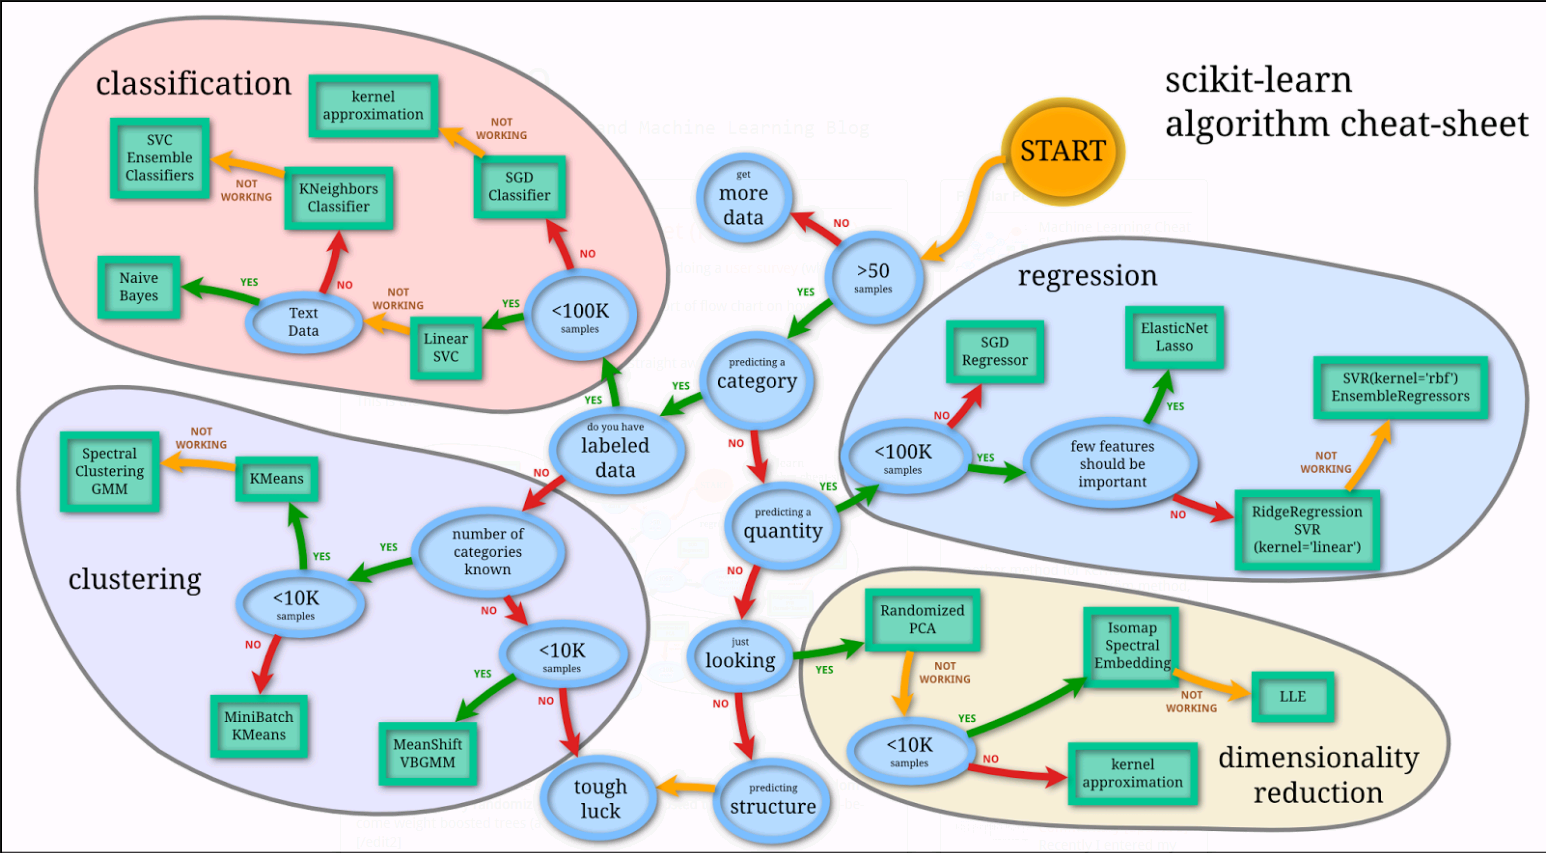 scikit-learn
algorithm cheat-sheet
START
classification
kernel
approximation
NOT
WORKING
SVC
Ensemble
Classifiers
NOT
WORKING
KNeighbors
Classifier
SGD
Classifier
NO
Naive
Bayes
YES
NO
Text
Data
NOT
WORKING
Linear
SVC
YES
<100K
samples
YES
get
more
data
NO
>50
samples
YES
predicting a
category
YES
NO
do you have
labeled
data
NO
predicting a
quantity
YES
NO
just
looking
YES
NO
predicting
structure
tough
luck
regression
SGD
Regressor
ElasticNet
Lasso
SVR(kernel='rbf')
EnsembleRegressors
NO
YES
<100K
samples
YES
few features
should be
important
NOT
WORKING
NO
RidgeRegression
SVR
(kernel='linear')
clustering
Spectral
Clustering
GMM
NOT
WORKING
KMeans
number of
categories
known
YES
YES
NO
<10K
samples
NO
<10K
samples
YES
NO
MiniBatch
KMeans
MeanShift
VBGMM
dimensionality
reduction
Randomized
PCA
NOT
WORKING
Isomap
Spectral
Embedding
NOT
WORKING
LLE
YES
<10K
samples
NO
kernel
approximation